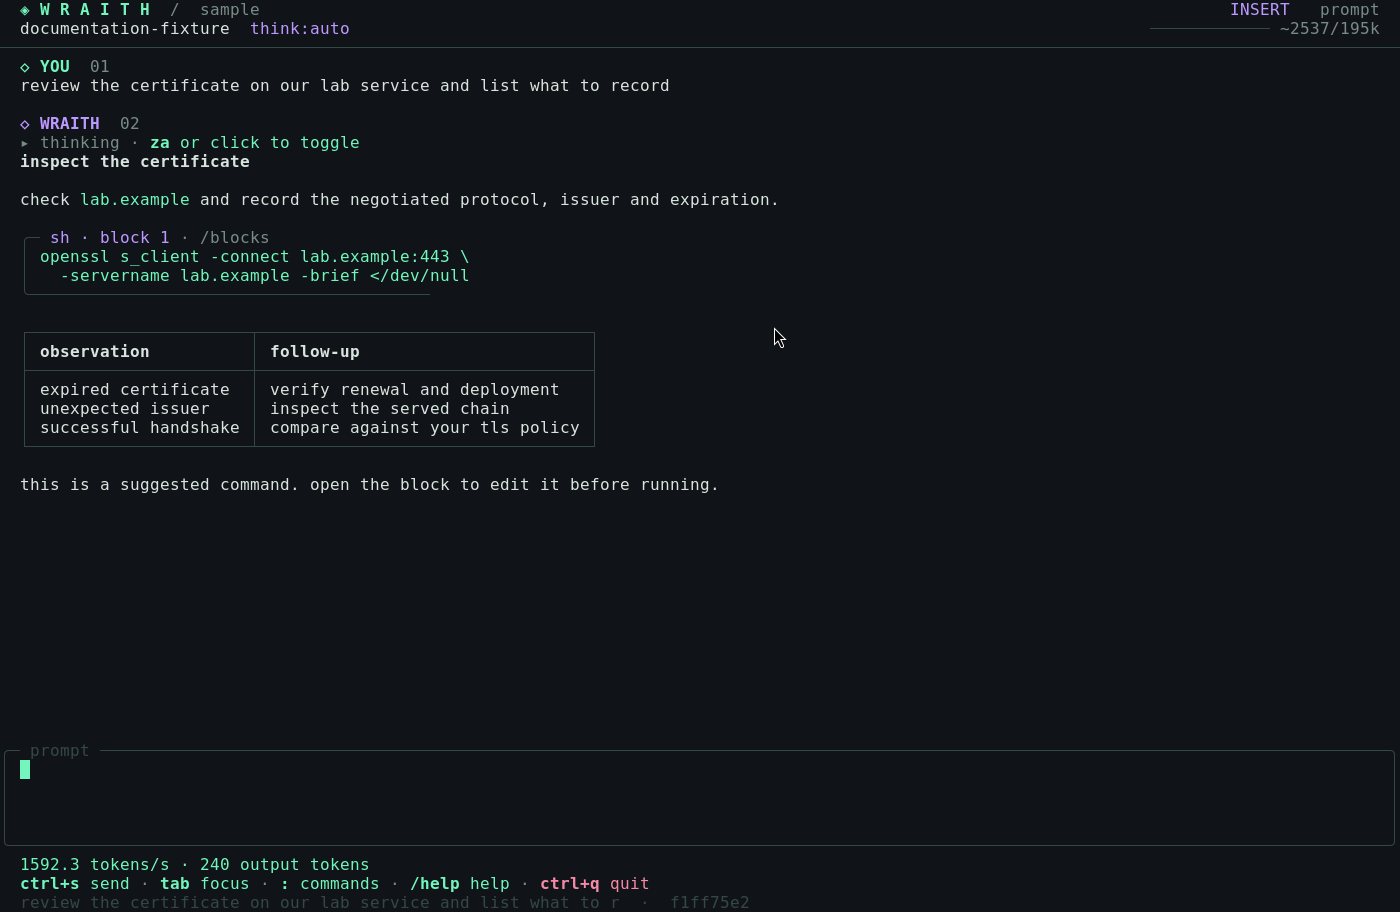 ◈ W R A I T H / sample INSERT prompt
documentation-fixture think:auto ~2537/195k
◇ YOU 01
review the certificate on our lab service and list what to record
◇ WRAITH 02
▸ thinking · za or click to toggle
inspect the certificate
check lab.example and record the negotiated protocol, issuer and expiration.
sh · block 1 · /blocks
openssl s_client -connect lab.example:443 \
-servername lab.example -brief </dev/null
observation follow-up
expired certificate verify renewal and deployment
unexpected issuer inspect the served chain
successful handshake compare against your tls policy
this is a suggested command. open the block to edit it before running.
prompt
1592.3 tokens/s · 240 output tokens
ctrl+s send · tab focus · : commands · /help help · ctrl+q quit
review the certificate on our lab service and list what to r · f1ff75e2